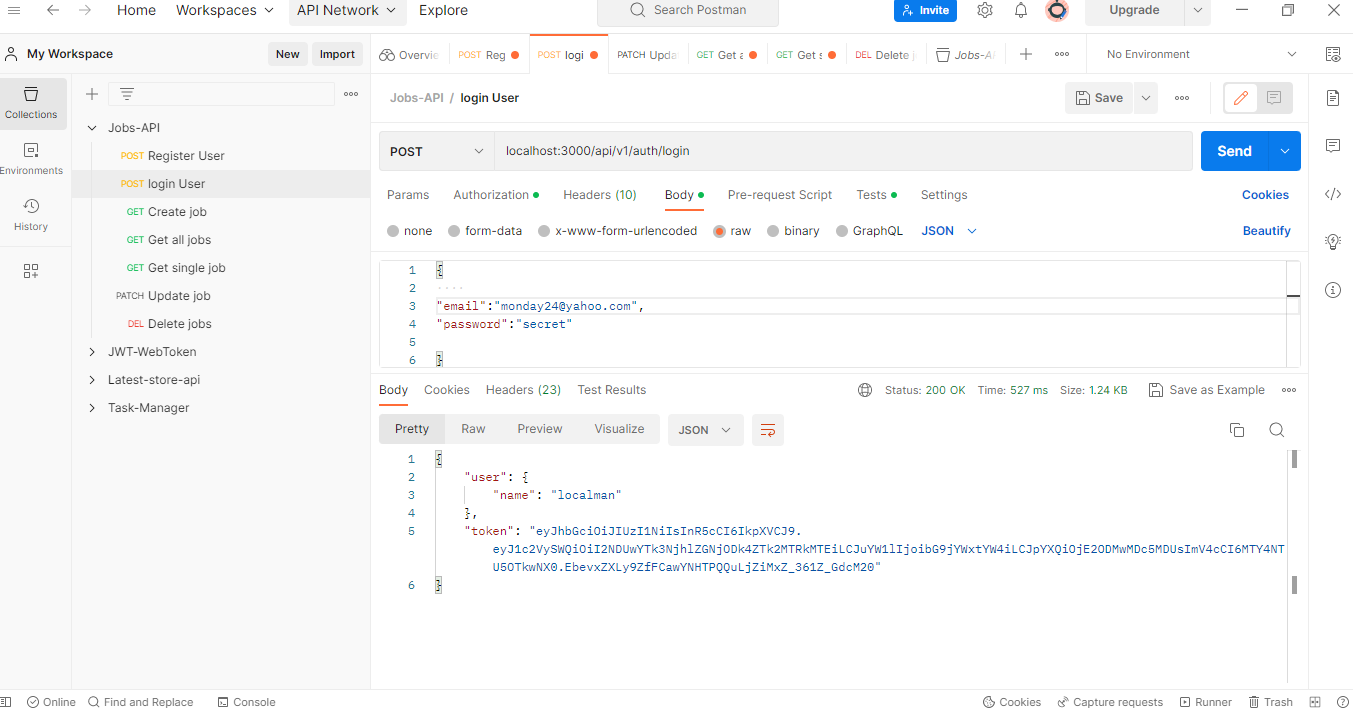 Home Workspaces API Network Explore Search Postman Invite Upgrade
My Workspace New Import
Overvie POST Reg POST logi PATCH Upda GET Get a GET Get s DEL Delete j Jobs-A No Environment
Collections
Environments
History
Jobs-API
POST Register User
POST login User
GET Create job
GET Get all jobs
GET Get single job
PATCH Update job
DEL Delete jobs
JWT-WebToken
Latest-store-api
Task-Manager
Jobs-API / login User Save
POST localhost:3000/api/v1/auth/login Send
Params Authorization Headers (10) Body Pre-request Script Tests Settings Cookies
none form-data x-www-form-urlencoded raw binary GraphQL JSON Beautify
1 {
2 ····
3 "email":"monday24@yahoo.com",
4 "password":"secret"
5
6 }
Body Cookies Headers (23) Test Results Status: 200 OK Time: 527 ms Size: 1.24 KB Save as Example
Pretty Raw Preview Visualize JSON
1 {
2 "user": {
3 "name": "localman"
4 },
5 "token": "eyJhbGciOiJIUzI1NiIsInR5cCI6IkpXVCJ9.
eyJ1c2VySWQiOiI2NDUwYTk3NjhlZGNjODk4ZTk2MTRkMTEiLCJuYW1lIjoibG9jYWxtYW4iLCJpYXQiOjE2ODMwMDc5MDUsImV4cCI6MTY4NT
U5OTkwNX0.EbevxZXLy9ZfFCawYNHTPQQuLjZiMxZ_361Z_GdcM20"
6 }
Online Find and Replace Console Cookies Capture requests Runner Trash